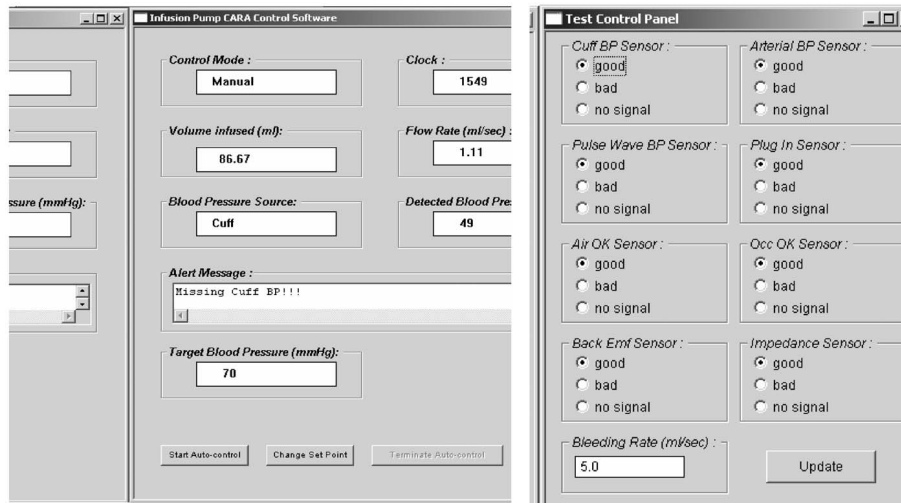 Infusion Pump CARA Control Software
Control Mode :
Manual
Clock :
1549
Volume infused (ml):
86.67
Flow Rate (ml/sec) :
1.11
ssure (mmHg):
Blood Pressure Source:
Cuff
Detected Blood Pre
49
Alert Message :
Missing Cuff BP!!!
Target Blood Pressure (mmHg):
70
Start Auto-control
Change Set Point
Terminate Auto-control
Test Control Panel
Cuff BP Sensor :
good
bad
no signal
Arterial BP Sensor :
good
bad
no signal
Pulse Wave BP Sensor :
good
bad
no signal
Plug In Sensor :
good
bad
no signal
Air OK Sensor :
good
bad
no signal
Occ OK Sensor :
good
bad
no signal
Back Emf Sensor :
good
bad
no signal
Impedance Sensor :
good
bad
no signal
Bleeding Rate (ml/sec) :
5.0
Update